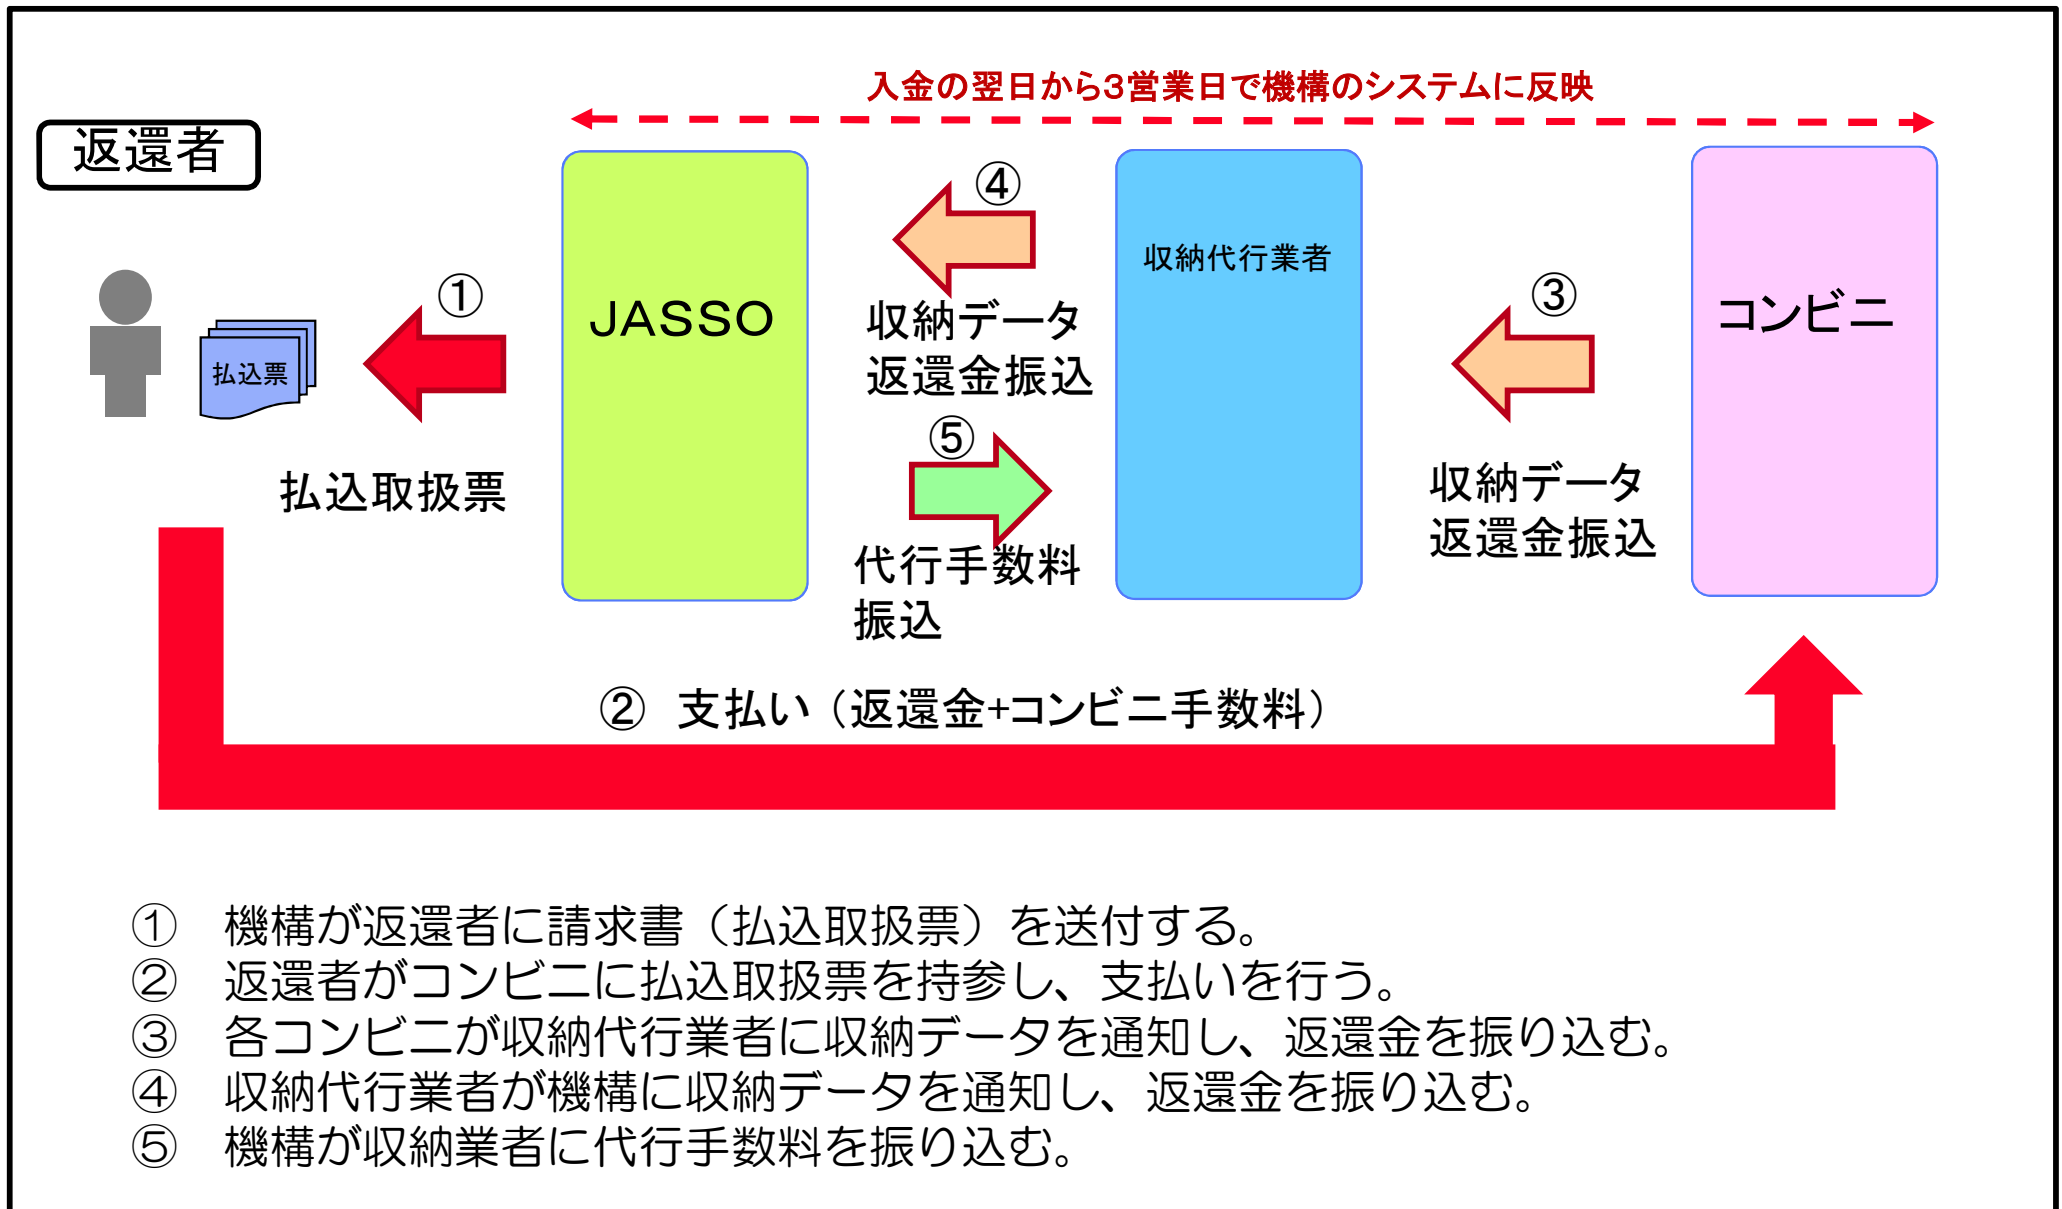 入金の翌日から3営業日で機構のシステムに反映
返還者
払込票
①
払込取扱票
JASSO
④
収納データ
返還金振込
⑤
代行手数料
振込
収納代行業者
③
収納データ
返還金振込
コンビニ
② 支払い（返還金+コンビニ手数料）
① 機構が返還者に請求書（払込取扱票）を送付する。
② 返還者がコンビニに払込取扱票を持参し、支払いを行う。
③ 各コンビニが収納代行業者に収納データを通知し、返還金を振り込む。
④ 収納代行業者が機構に収納データを通知し、返還金を振り込む。
⑤ 機構が収納業者に代行手数料を振り込む。